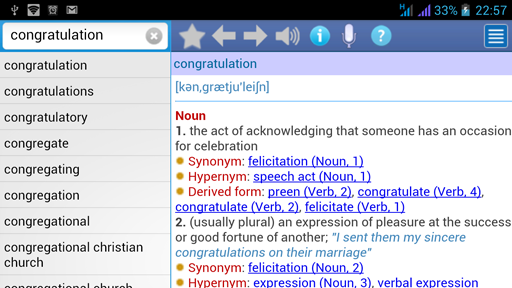 H 33% 22:57
congratulation
congratulation
congratulations
congratulatory
congregate
congregating
congregation
congregational
congregational christian
church
congregational church
congratulation
[kən,grætju'leiʃn]
Noun
1. the act of acknowledging that someone has an occasion
for celebration
Synonym: felicitation (Noun, 1)
Hypernym: speech act (Noun, 1)
Derived form: preen (Verb, 2), congratulate (Verb, 4),
congratulate (Verb, 2), felicitate (Verb, 1)
2. (usually plural) an expression of pleasure at the success
or good fortune of another; "I sent them my sincere
congratulations on their marriage"
Synonym: felicitation (Noun, 2)
Hypernym: expression (Noun, 3), verbal expression